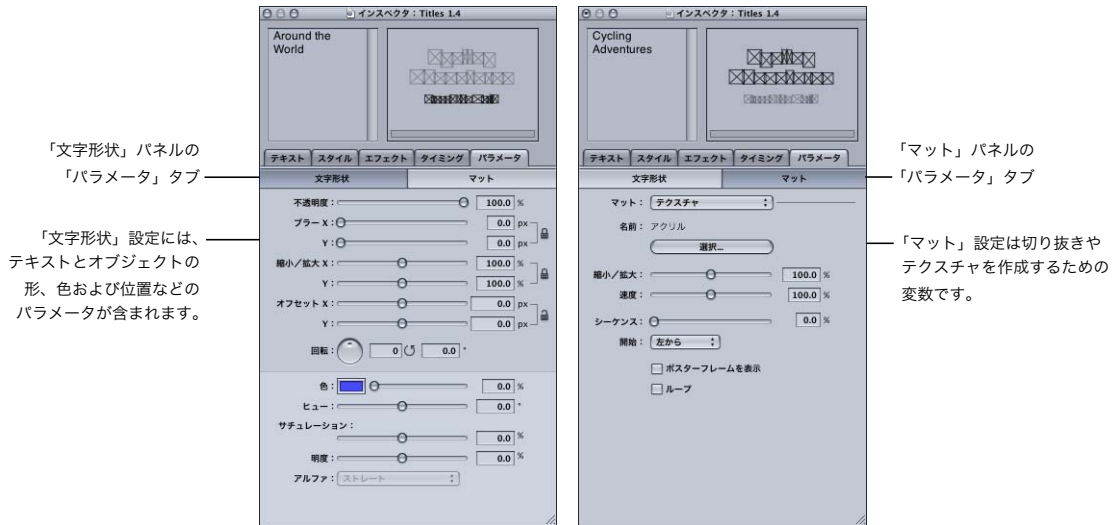 「文字形状」パネルの
「パラメータ」タブ
「文字形状」設定には、
テキストとオブジェクトの
形、色および位置などの
パラメータが含まれます。
インスペクタ：Titles 1.4
Around the
World
テキスト スタイル エフェクト タイミング パラメータ
文字形状 マット
不透明度： 100.0 %
ブラー X： 0.0 px
Y： 0.0 px
縮小／拡大 X： 100.0 %
Y： 100.0 %
オフセット X： 0.0 px
Y： 0.0 px
回転： 0 0.0 °
色： 0.0 %
ヒュー： 0.0 °
サチュレーション：
0.0 %
明度： 0.0 %
アルファ： ストレート
インスペクタ：Titles 1.4
Cycling
Adventures
テキスト スタイル エフェクト タイミング パラメータ
文字形状 マット
マット： テクスチャ
名前： アクリル
選択...
縮小／拡大： 100.0 %
速度： 100.0 %
シーケンス： 0.0 %
開始： 左から
ポスターフレームを表示
ループ
「マット」パネルの
「パラメータ」タブ
「マット」設定は切り抜きや
テクスチャを作成するための
変数です。